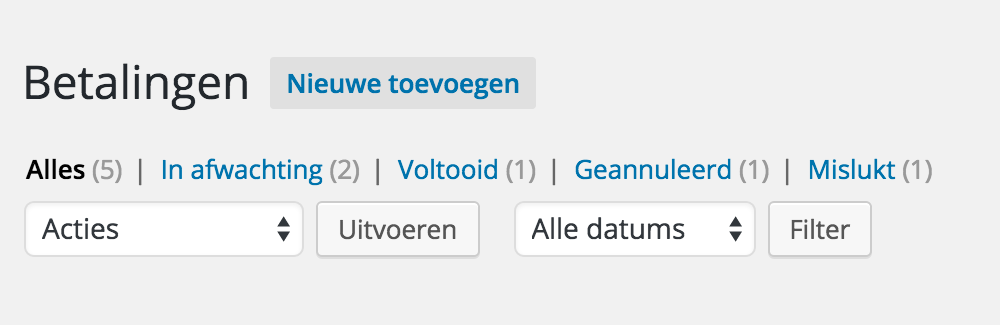 Betalingen Nieuwe toevoegen
Alles (5) | In afwachting (2) | Voltooid (1) | Geannuleerd (1) | Mislukt (1)
Acties Uitvoeren Alle datums Filter